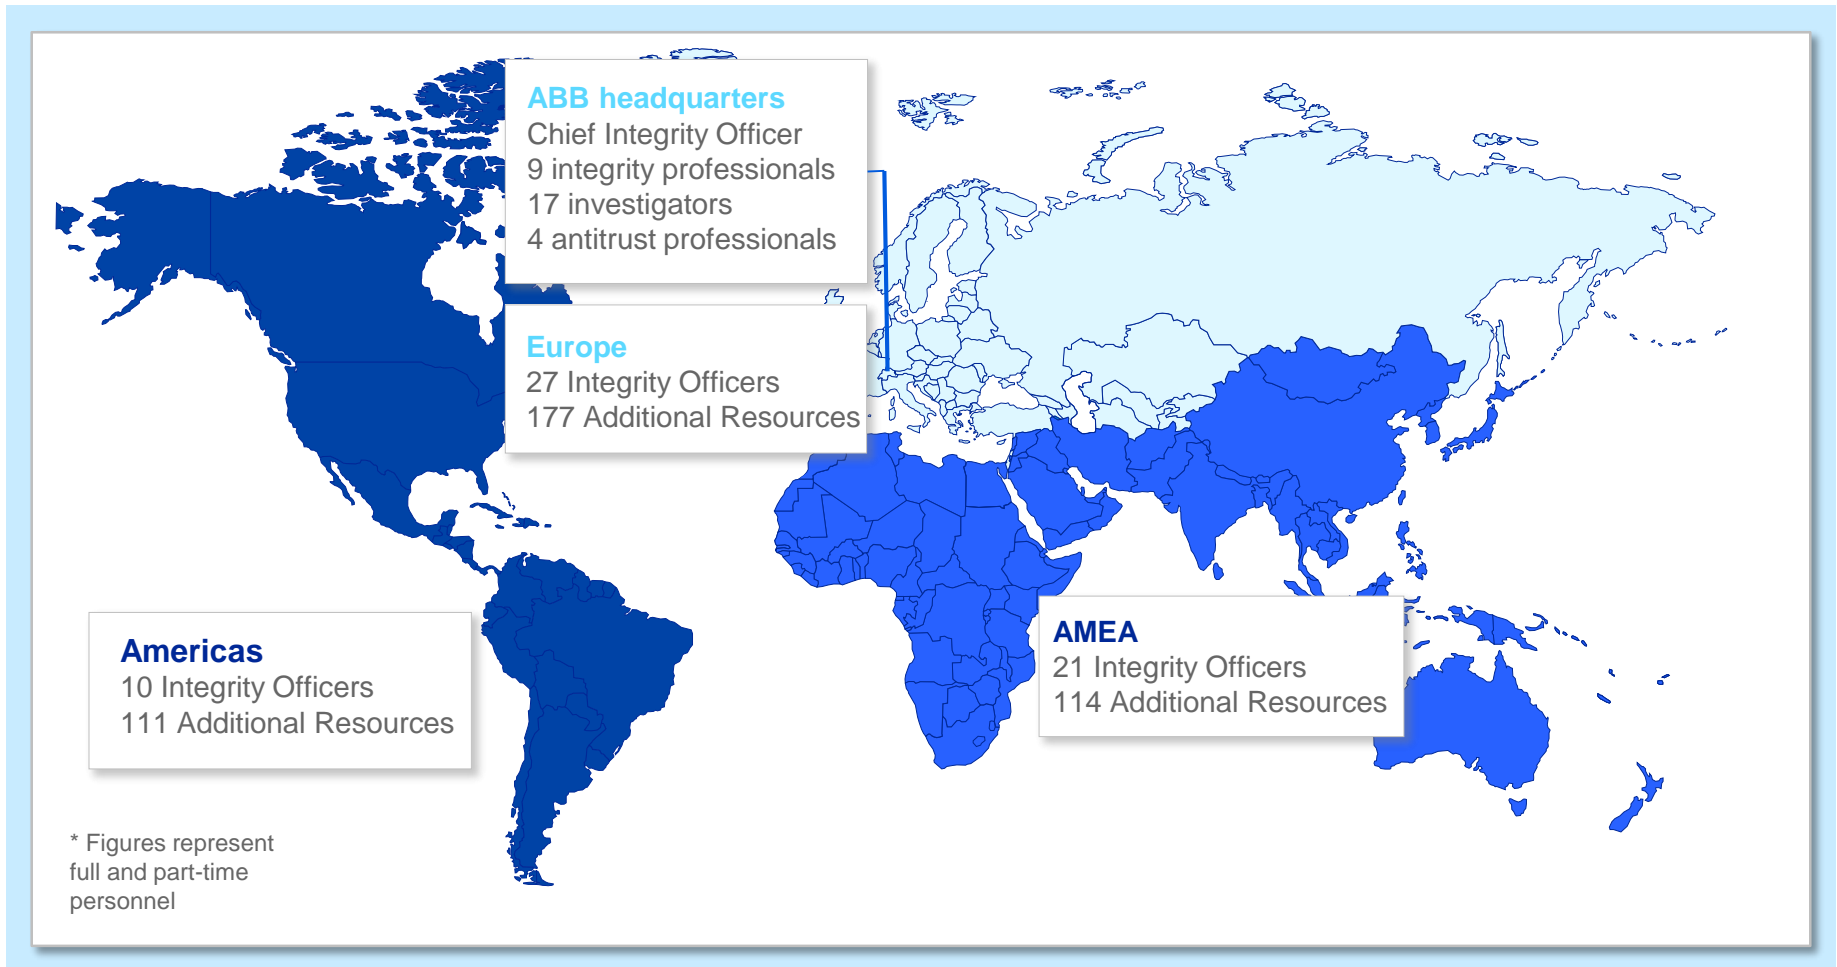 ABB headquarters
Chief Integrity Officer
9 integrity professionals
17 investigators
4 antitrust professionals
Europe
27 Integrity Officers
177 Additional Resources
Americas
10 Integrity Officers
111 Additional Resources
AMEA
21 Integrity Officers
114 Additional Resources
* Figures represent
full and part-time
personnel